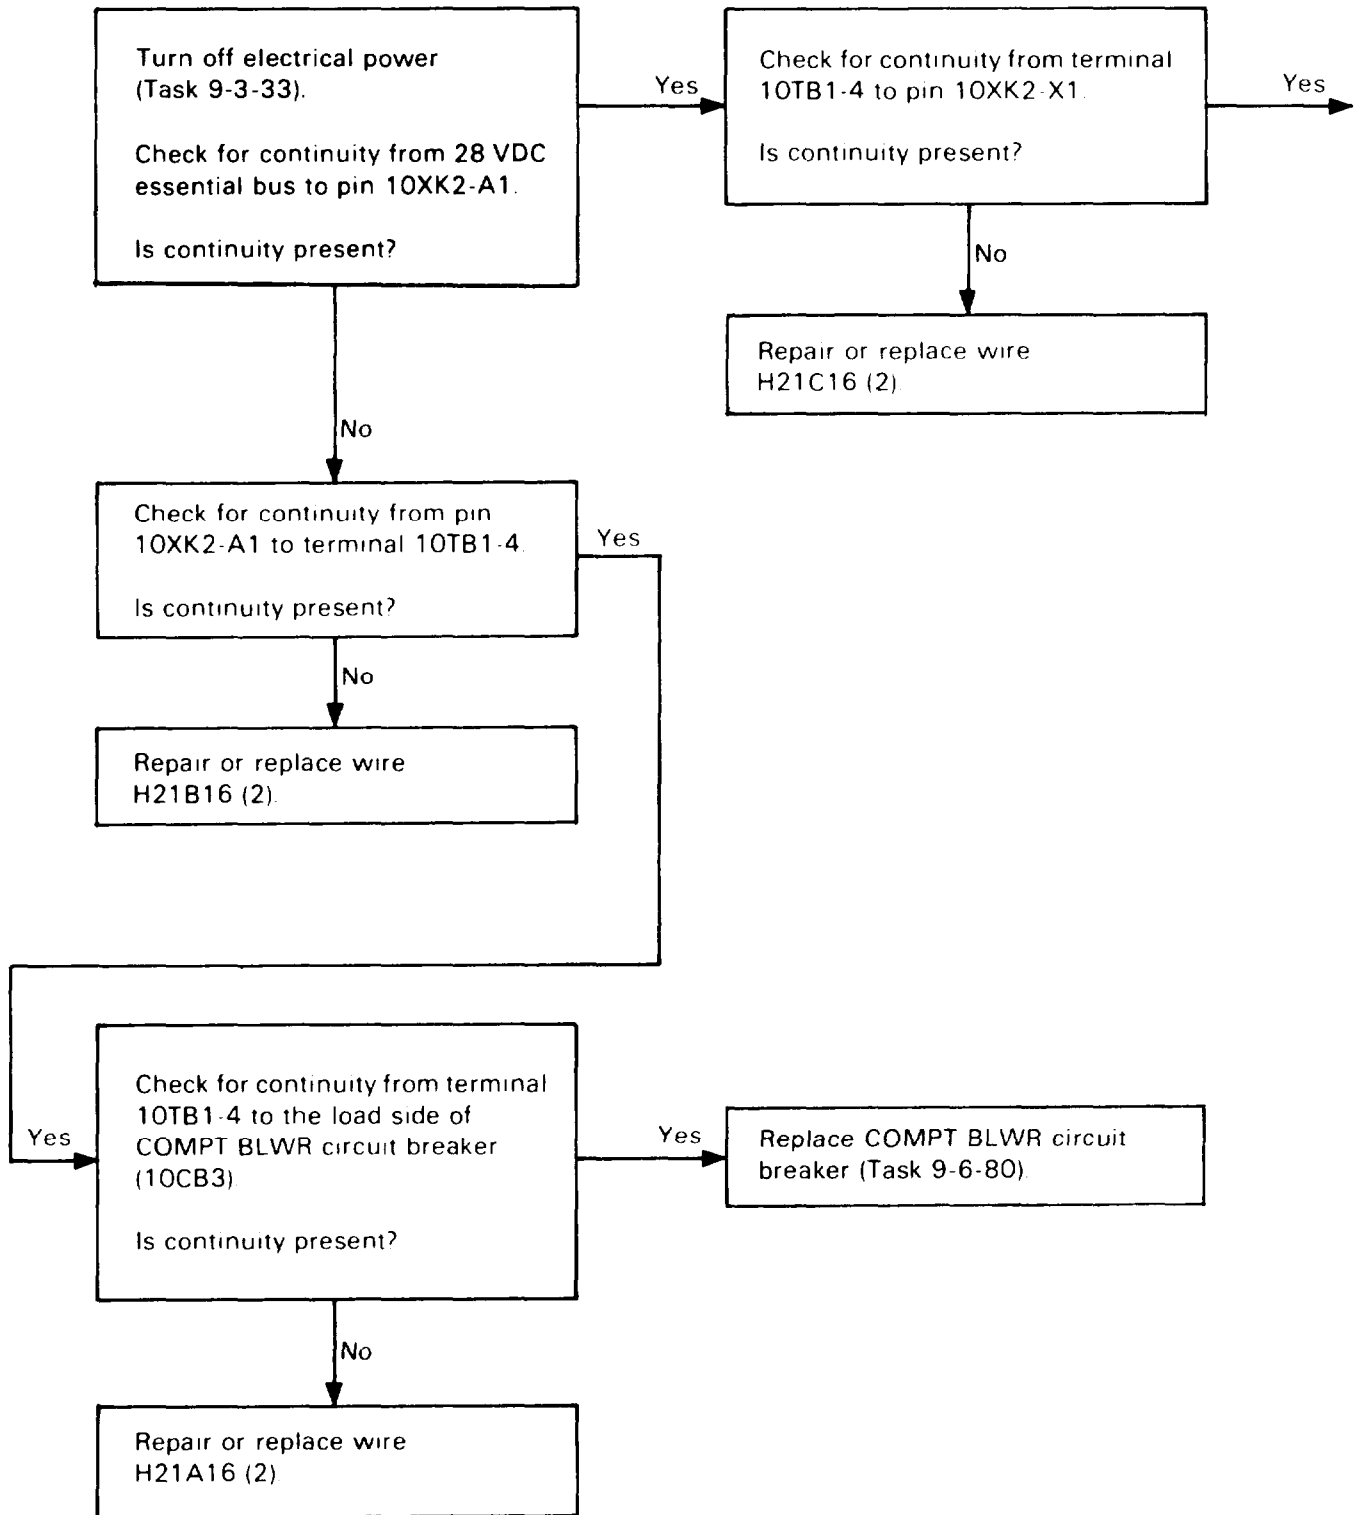 Turn off electrical power
(Task 9-3-33).
Check for continuity from 28 VDC
essential bus to pin 10XK2-A1.
Is continuity present?
Yes
Check for continuity from terminal
10TB1-4 to pin 10XK2-X1.
Is continuity present?
Yes
No
Repair or replace wire
H21C16 (2).
No
Check for continuity from pin
10XK2-A1 to terminal 10TB1-4.
Is continuity present?
Yes
No
Repair or replace wire
H21B16 (2).
Yes
Check for continuity from terminal
10TB1-4 to the load side of
COMPT BLWR circuit breaker
(10CB3)
Is continuity present?
Yes
Replace COMPT BLWR circuit
breaker (Task 9-6-80)
No
Repair or replace wire
H21A16 (2)